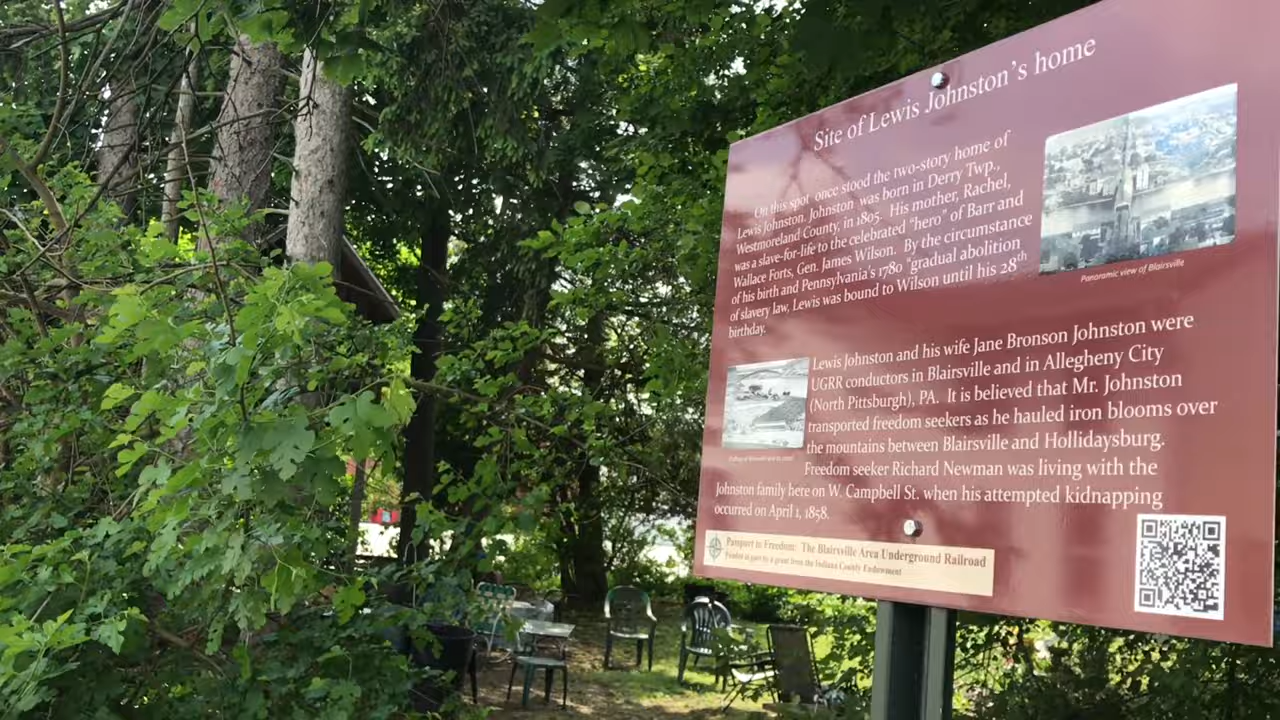 Site of Lewis Johnston's home
On this spot once stood the two-story home of
Lewis Johnston. Johnston was born in Derry Twp.,
Westmoreland County, in 1805. His mother, Rachel,
was a slave-for-life to the celebrated "hero" of Barr and
Wallace Forts, Gen. James Wilson. By the circumstance
of his birth and Pennsylvania's 1780 "gradual abolition
of slavery law, Lewis was bound to Wilson until his 28th
birthday.
Panoramic view of Blairsville
Lewis Johnston and his wife Jane Bronson Johnston were
UGRR conductors in Blairsville and in Allegheny City
(North Pittsburgh), PA. It is believed that Mr. Johnston
transported freedom seekers as he hauled iron blooms over
the mountains between Blairsville and Hollidaysburg.
Freedom seeker Richard Newman was living with the
Johnston family here on W. Campbell St. when his attempted kidnapping
occurred on April 1, 1858.
Passport to Freedom: The Blairsville Area Underground Railroad
Funded in part by a grant from the Indiana County Endowment